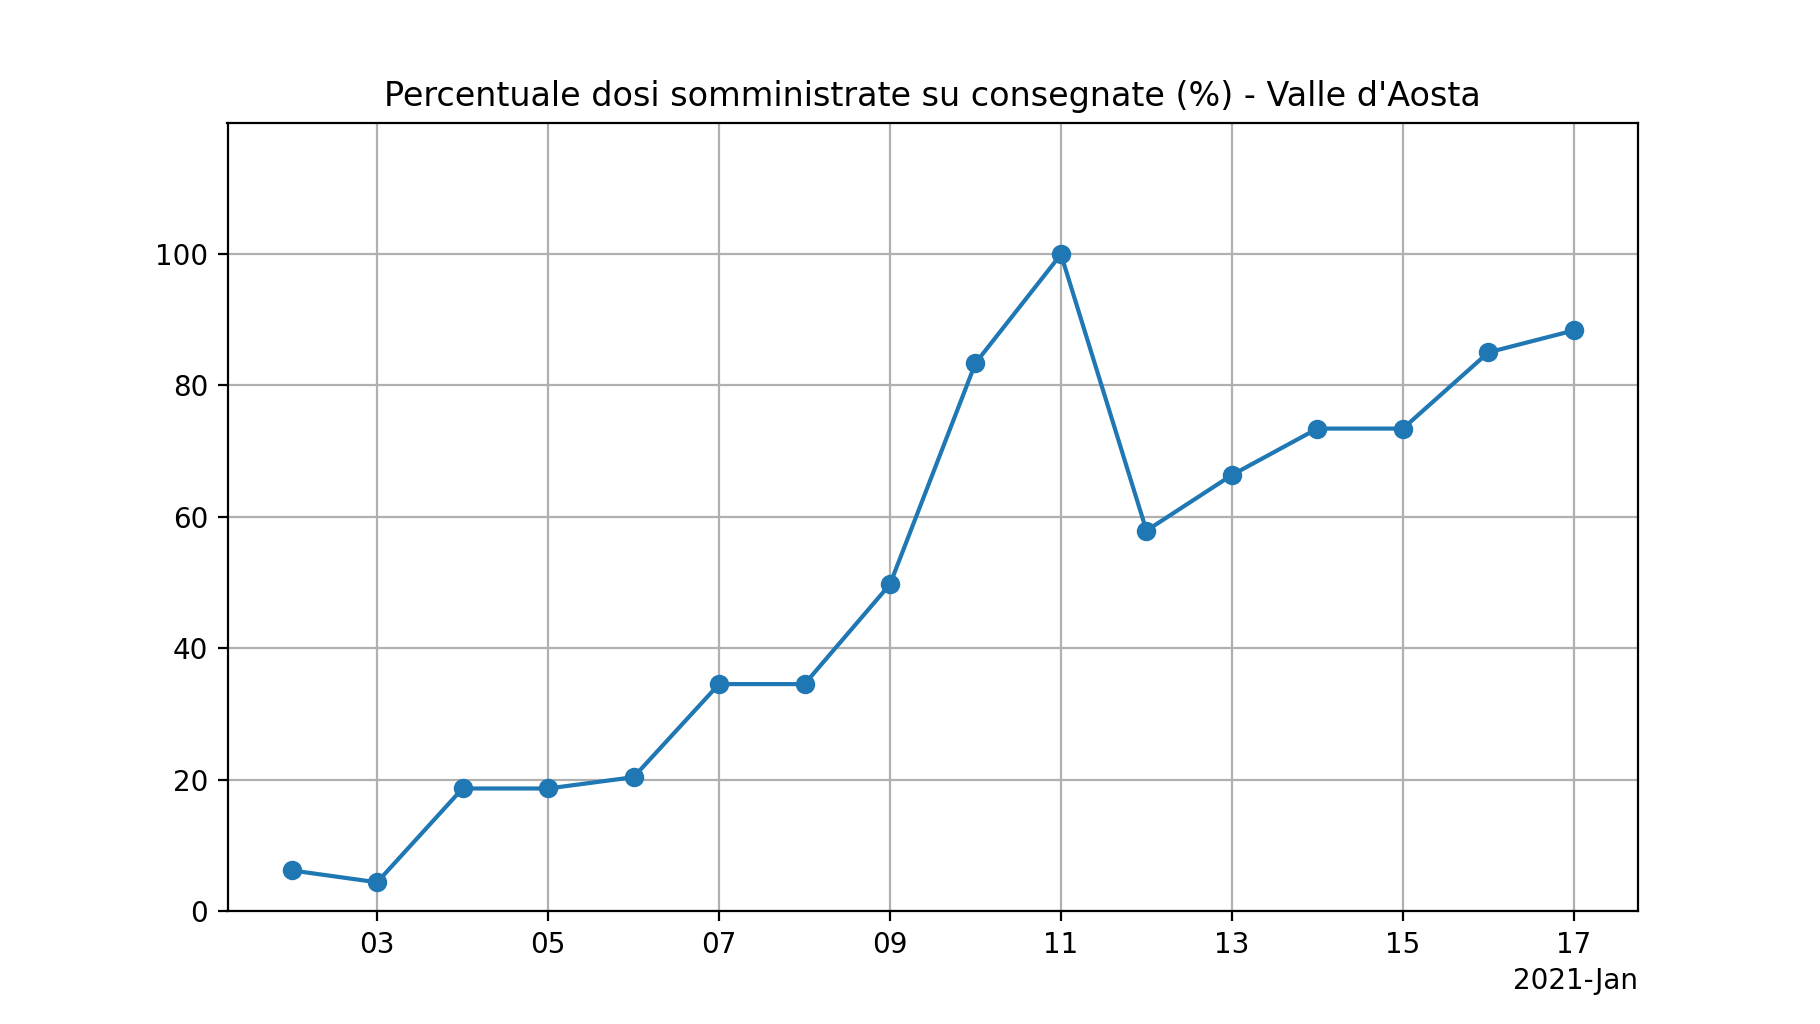 Percentuale dosi somministrate su consegnate (%) - Valle d'Aosta
100
80
60
40
20
0
03 05 07 09 11 13 15 17
2021-Jan